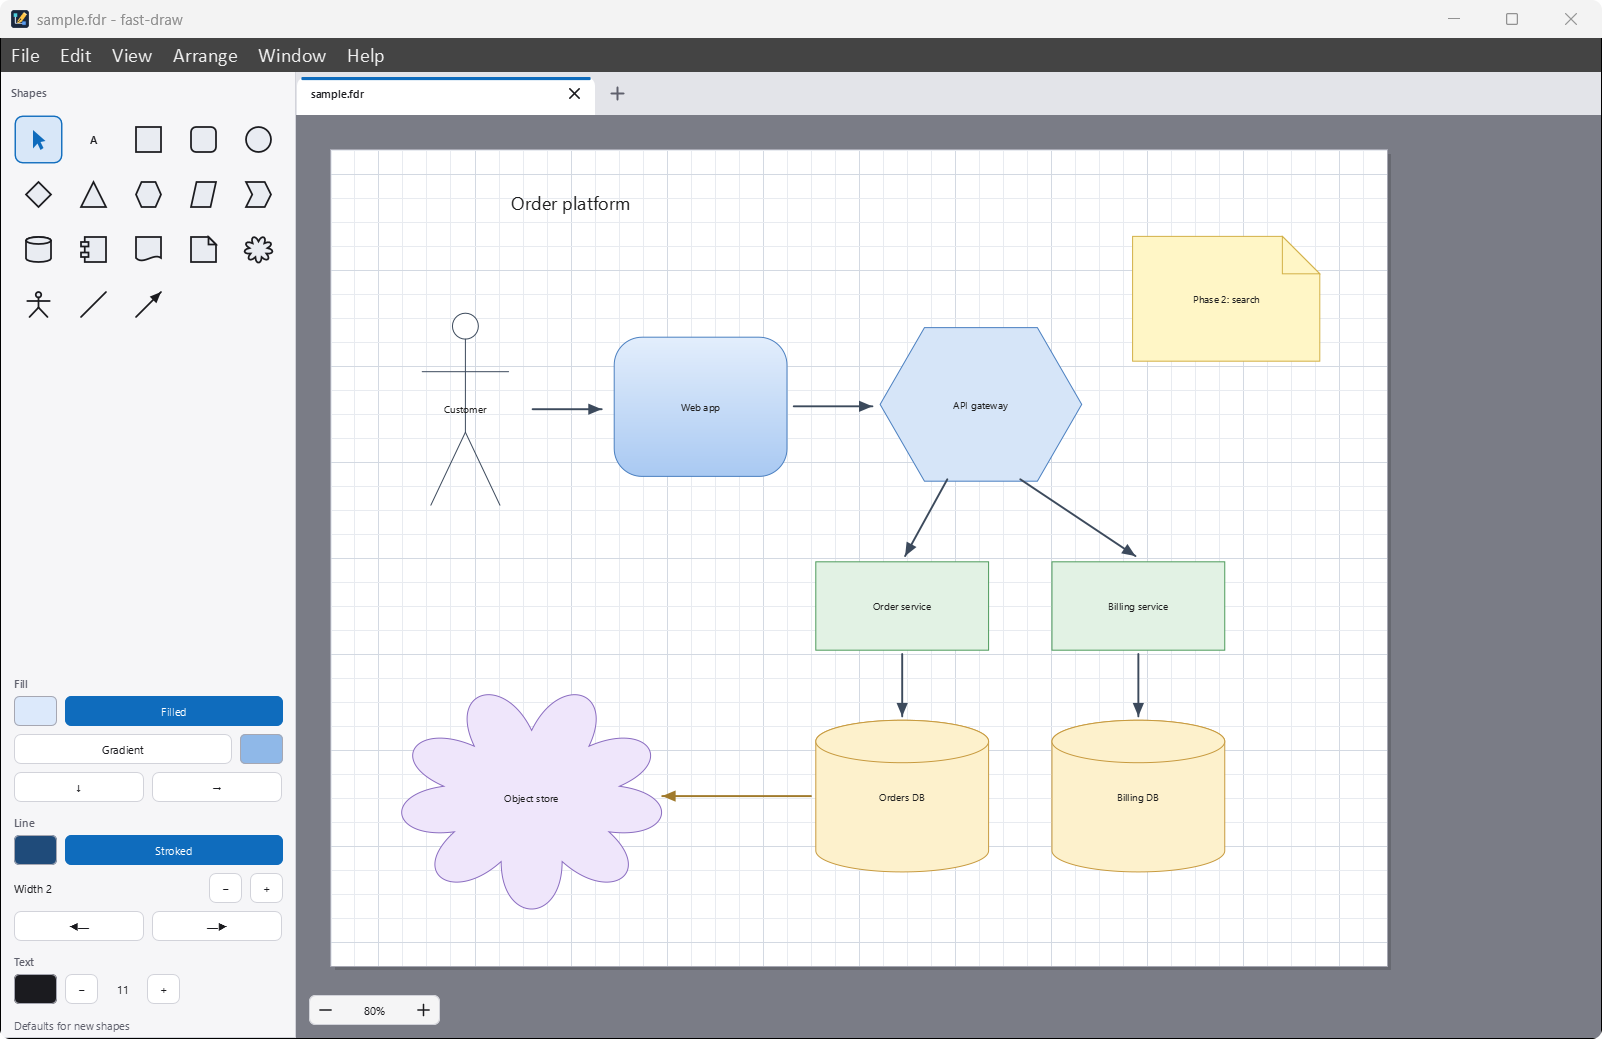 sample.fdr - fast-draw
File Edit View Arrange Window Help
Shapes
sample.fdr
A
Order platform
Phase 2: search
Customer
Web app
API gateway
Order service
Billing service
Object store
Orders DB
Billing DB
Fill
Filled
Gradient
↓ →
Line
Stroked
Width 2 − +
Text
− 11 +
Defaults for new shapes
80%